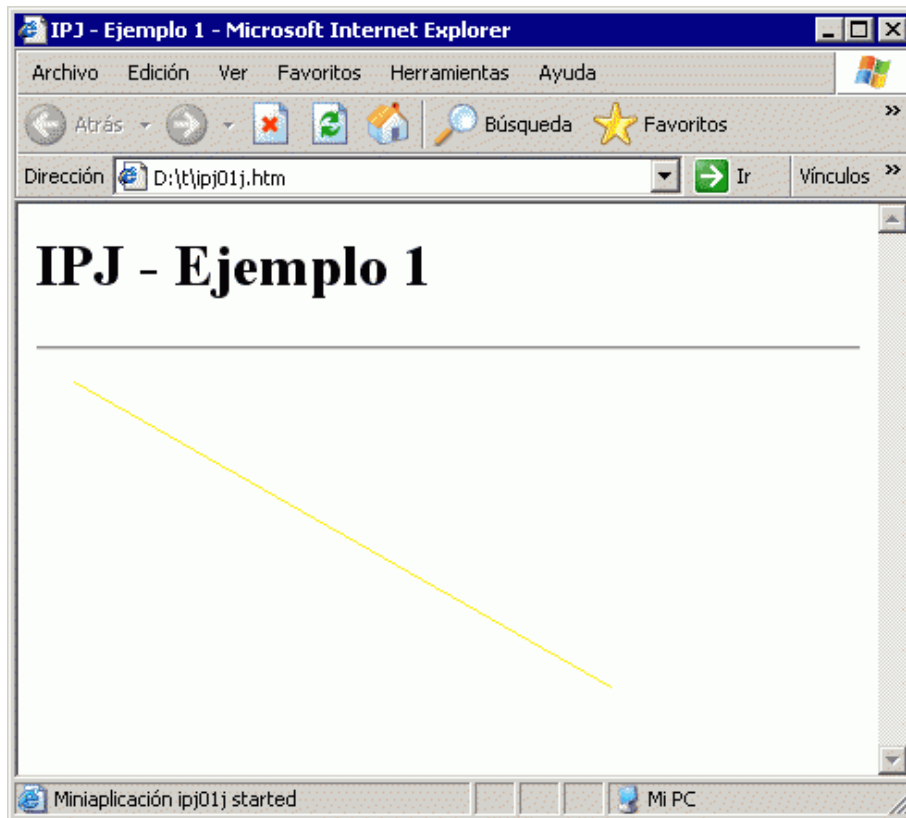 IPJ - Ejemplo 1 - Microsoft Internet Explorer
Archivo Edición Ver Favoritos Herramientas Ayuda
Atrás Búsqueda Favoritos »
Dirección D:\t\ipj01j.htm Ir Vínculos »
IPJ - Ejemplo 1
Miniaplicación ipj01j started Mi PC